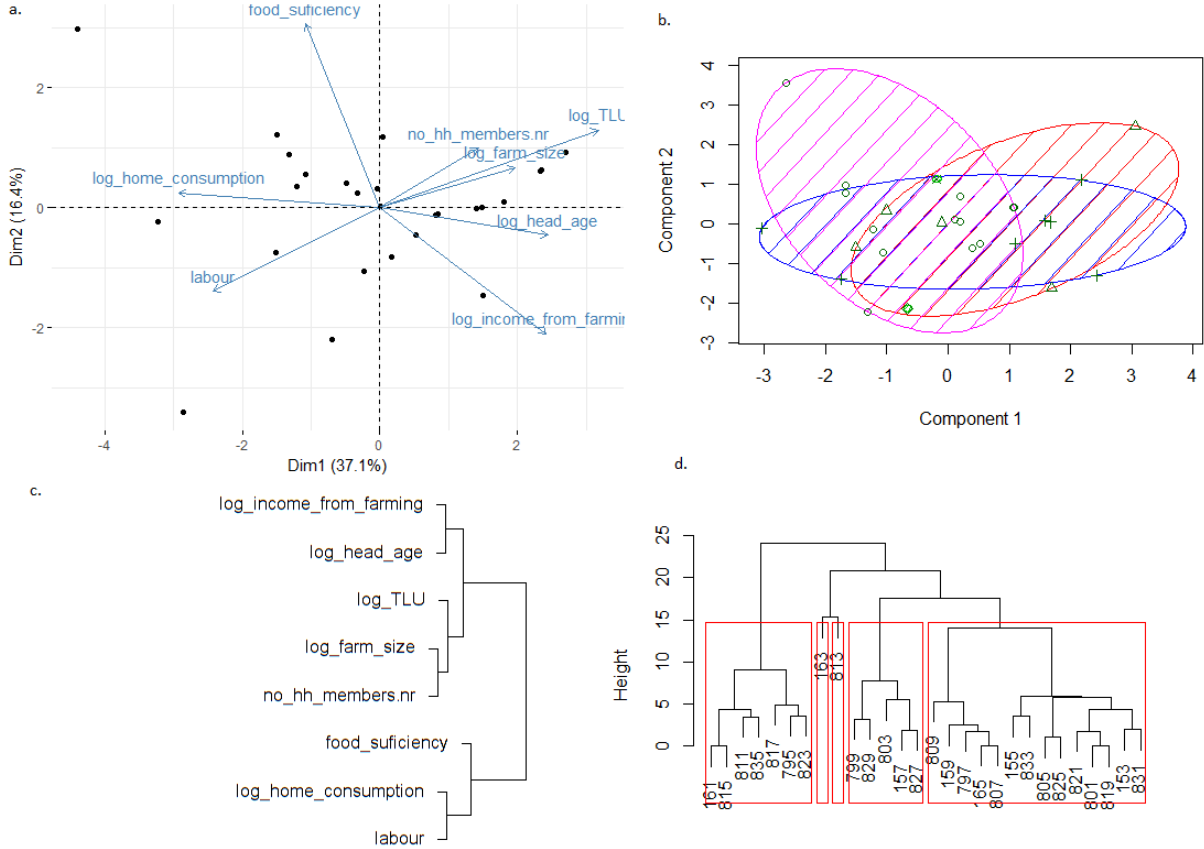 a.
food_suficiency
log_TLU
no_hh_members.nr
log_farm_size
log_home_consumption
log_head_age
labour
log_income_from_farming
Dim2 (16.4%)
2
0
-2
-4
-2
0
2
Dim1 (37.1%)
b.
Component 2
4
3
2
1
0
-1
-2
-3
-3
-2
-1
0
1
2
3
4
Component 1
c.
log_income_from_farming
log_head_age
log_TLU
log_farm_size
no_hh_members.nr
food_suficiency
log_home_consumption
labour
d.
Height
25
20
15
10
5
0
161
815
811
835
817
795
823
163
813
799
829
803
157
827
809
159
797
165
807
155
833
805
825
821
801
819
153
831